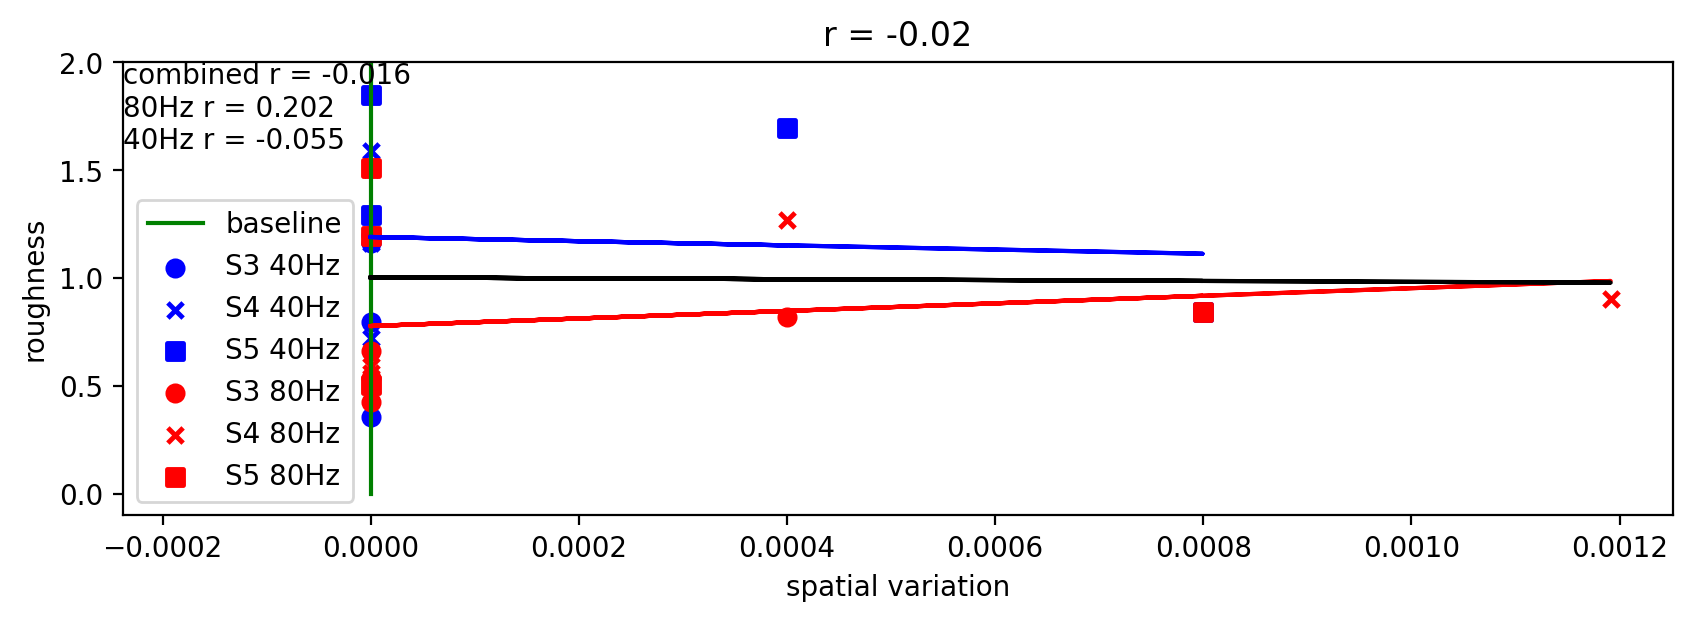 r = -0.02
combined r = -0.016
80Hz r = 0.202
40Hz r = -0.055
baseline
S3 40Hz
S4 40Hz
S5 40Hz
S3 80Hz
S4 80Hz
S5 80Hz
roughness
2.0
1.5
1.0
0.5
0.0
−0.0002 0.0000 0.0002 0.0004 0.0006 0.0008 0.0010 0.0012
spatial variation